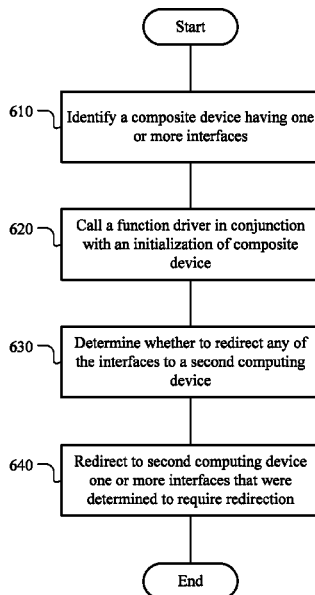 Start
610
Identify a composite device having one
or more interfaces
620
Call a function driver in conjunction
with an initialization of composite
device
630
Determine whether to redirect any of
the interfaces to a second computing
device
640
Redirect to second computing device
one or more interfaces that were
determined to require redirection
End